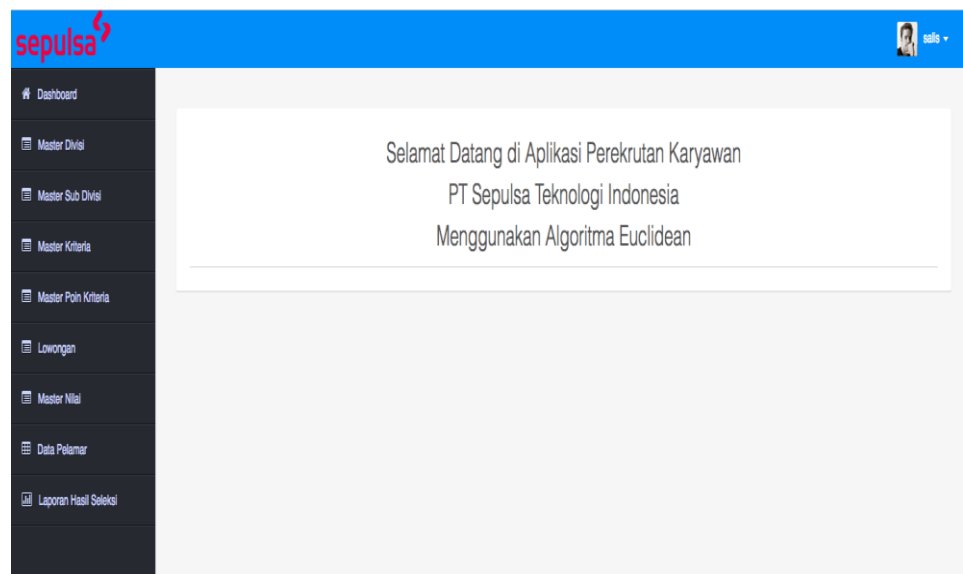 sepulsa
salis
Dashboard
Master Divisi
Master Sub Divisi
Master Kriteria
Master Poin Kriteria
Lowongan
Master Nilai
Data Pelamar
Laporan Hasil Seleksi
Selamat Datang di Aplikasi Perekrutan Karyawan
PT Sepulsa Teknologi Indonesia
Menggunakan Algoritma Euclidean